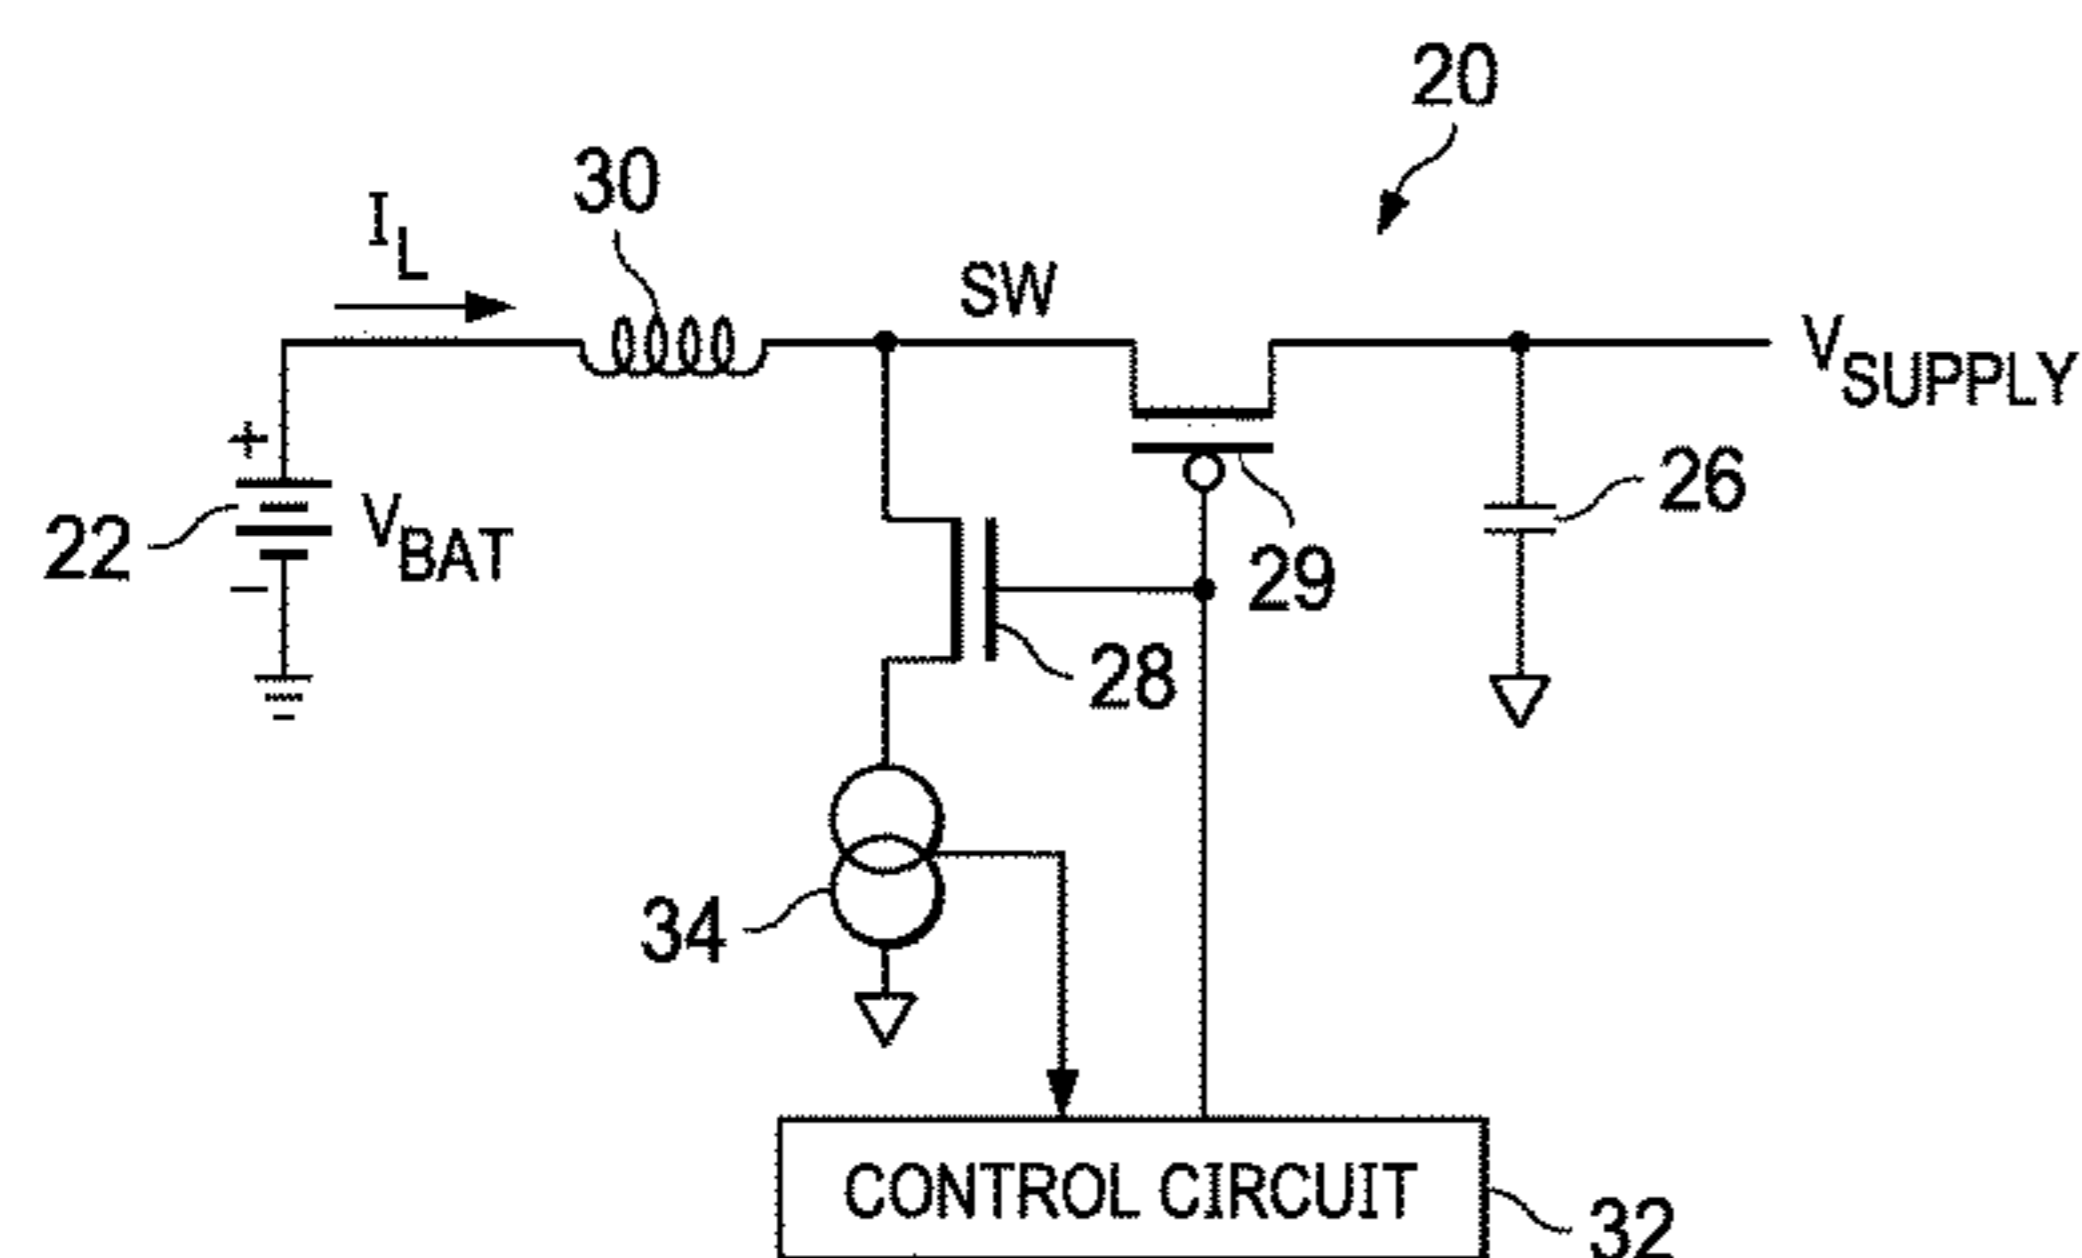 20
30
I_L
SW
V_SUPPLY
+
22
V_BAT
−
26
29
28
34
CONTROL CIRCUIT
32